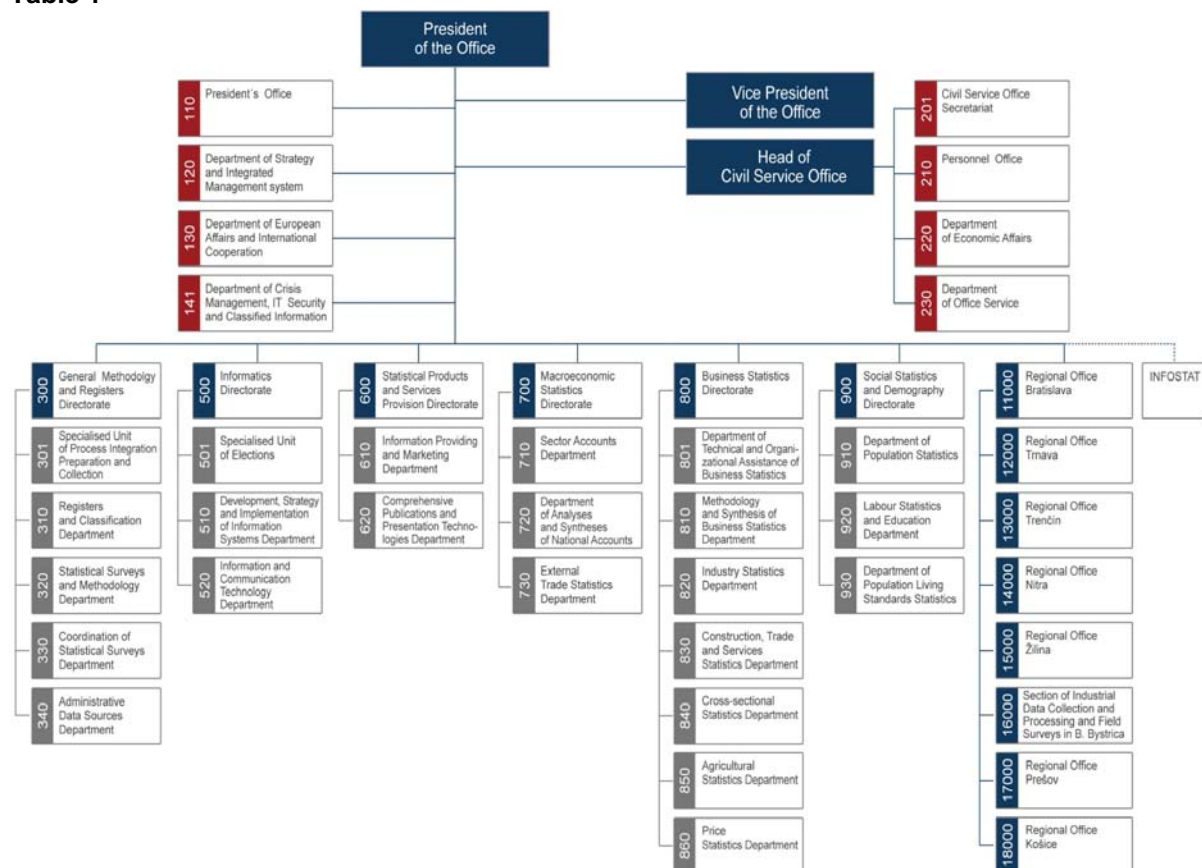 President
of the Office
110
President´s Office
Vice President
of the Office
201
Civil Service Office
Secretariat
120
Department of Strategy
and Integrated
Management system
Head of
Civil Service Office
210
Personnel Office
130
Department of European
Affairs and International
Cooperation
220
Department
of Economic Affairs
141
Department of Crisis
Management, IT Security
and Classified Information
230
Department
of Office Service
300
General Methodolgy
and Registers
Directorate
301
Specialised Unit
of Process Integration
Preparation and
Collection
310
Registers
and Classification
Department
320
Statistical Surveys
and Methodology
Department
330
Coordination of
Statistical Surveys
Department
340
Administrative
Data Sources
Department
500
Informatics
Directorate
501
Specialised Unit
of Elections
510
Development, Strategy
and Implementation
of Information
Systems Department
520
Information and
Communication
Technology
Department
600
Statistical Products
and Services
Provision Directorate
610
Information Providing
and Marketing
Department
620
Comprehensive
Publications and
Presentation Techno-
logies Department
700
Macroeconomic
Statistics
Directorate
710
Sector Accounts
Department
720
Department
of Analyses
and Syntheses
of National Accounts
730
External
Trade Statistics
Department
800
Business Statistics
Directorate
801
Department of
Technical and Organi-
zational Assistance of
Business Statistics
810
Methodology
and Synthesis of
Business Statistics
Department
820
Industry Statistics
Department
830
Construction, Trade
and Services
Statistics Department
840
Cross-sectional
Statistics Department
850
Agricultural
Statistics Department
860
Price
Statistics Department
900
Social Statistics
and Demography
Directorate
910
Department of
Population Statistics
920
Labour Statistics
and Education
Department
930
Department of
Population Living
Standards Statistics
11000
Regional Office
Bratislava
12000
Regional Office
Trnava
13000
Regional Office
Trenčín
14000
Regional Office
Nitra
15000
Regional Office
Žilina
16000
Section of Industrial
Data Collection and
Processing and Field
Surveys in B. Bystrica
17000
Regional Office
Prešov
18000
Regional Office
Košice
INFOSTAT